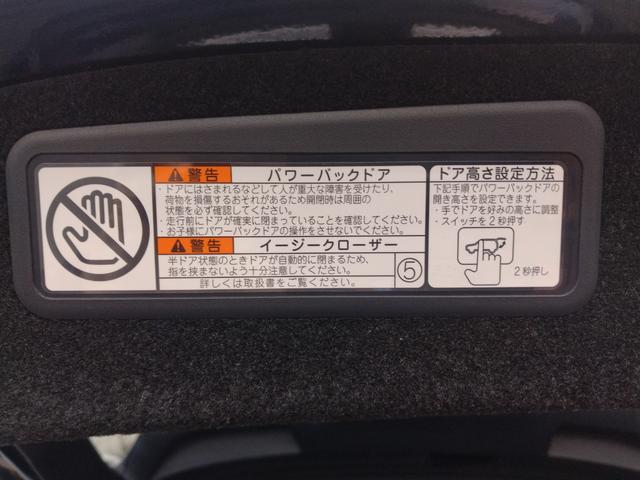 警告 パワーバックドア
・ドアにはさまれるなどして人が重大な障害を受けたり、
荷物を損傷するおそれがあるため開閉時は周囲の
状態を必ず確認してください。
・走行前にドアが確実に閉まっていることを確認してください。
・お子様にパワーバックドアの操作をさせないでください。
警告 イージークローザー
半ドア状態のときドアが自動的に閉まるため、
指を挟まないよう十分注意してください。
詳しくは取扱書をご覧ください。
⑤
ドア高さ設定方法
下記手順でパワーバックドアの
開き高さを設定できます。
・手でドアを好みの高さに調整
・スイッチを2秒押す
2秒押し